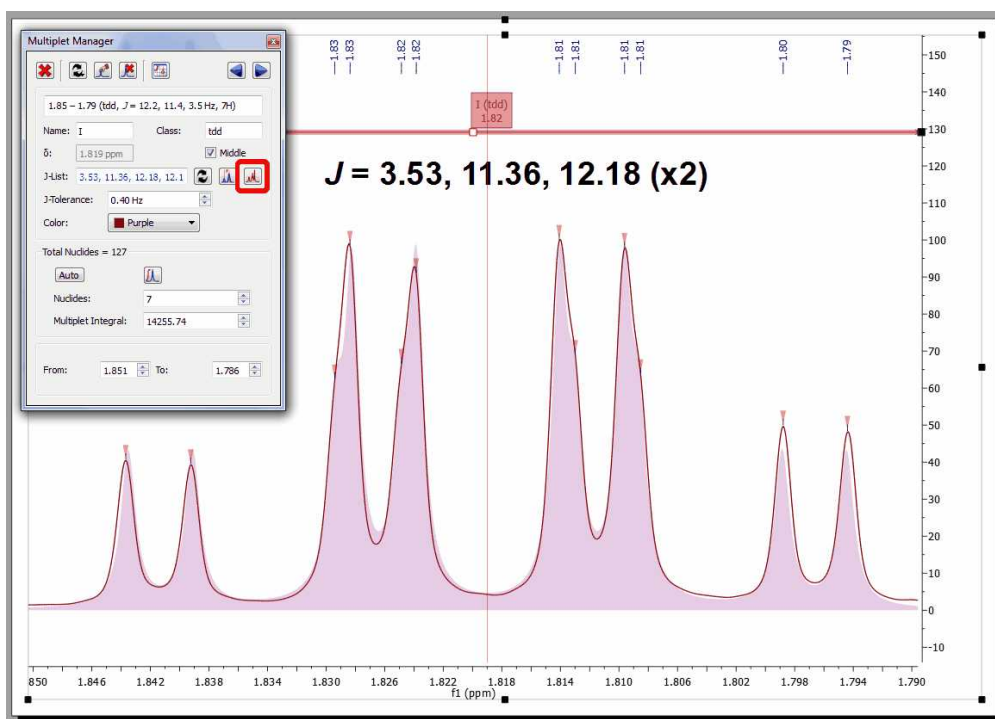 Multiplet Manager
1.85 – 1.79 (tdd, J = 12.2, 11.4, 3.5 Hz, 7H)
Name: I Class: tdd
δ: 1.819 ppm Middle
J-List: 3.53, 11.36, 12.18, 12.1
J-Tolerance: 0.40 Hz
Color: Purple
Total Nuclides = 127
Auto
Nuclides: 7
Multiplet Integral: 14255.74
From: 1.851 To: 1.786
1.83 1.83 1.82 1.82 1.81 1.81 1.81 1.81 1.80 1.79
I (tdd)
1.82
J = 3.53, 11.36, 12.18 (x2)
150
140
130
120
110
100
90
80
70
60
50
40
30
20
10
0
-10
850 1.846 1.842 1.838 1.834 1.830 1.826 1.822 1.818 1.814 1.810 1.806 1.802 1.798 1.794 1.790
f1 (ppm)